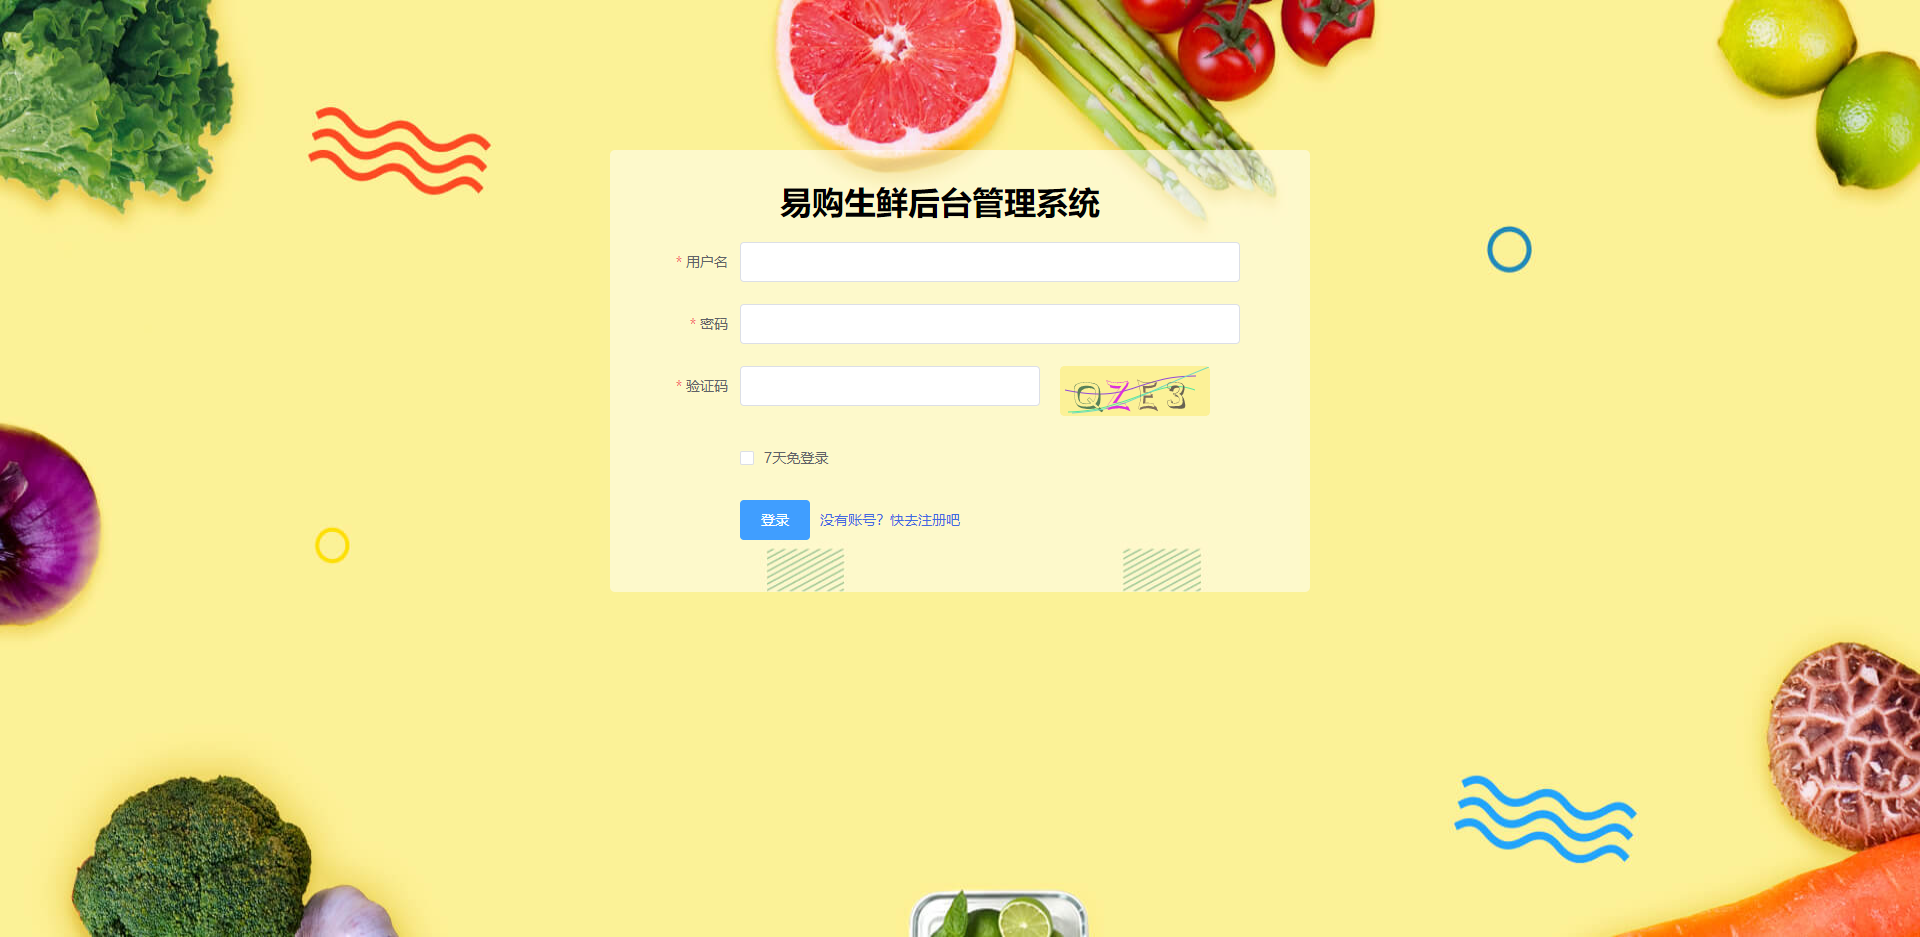 易购生鲜后台管理系统
* 用户名
* 密码
* 验证码
QZE3
7天免登录
登录 没有账号？快去注册吧